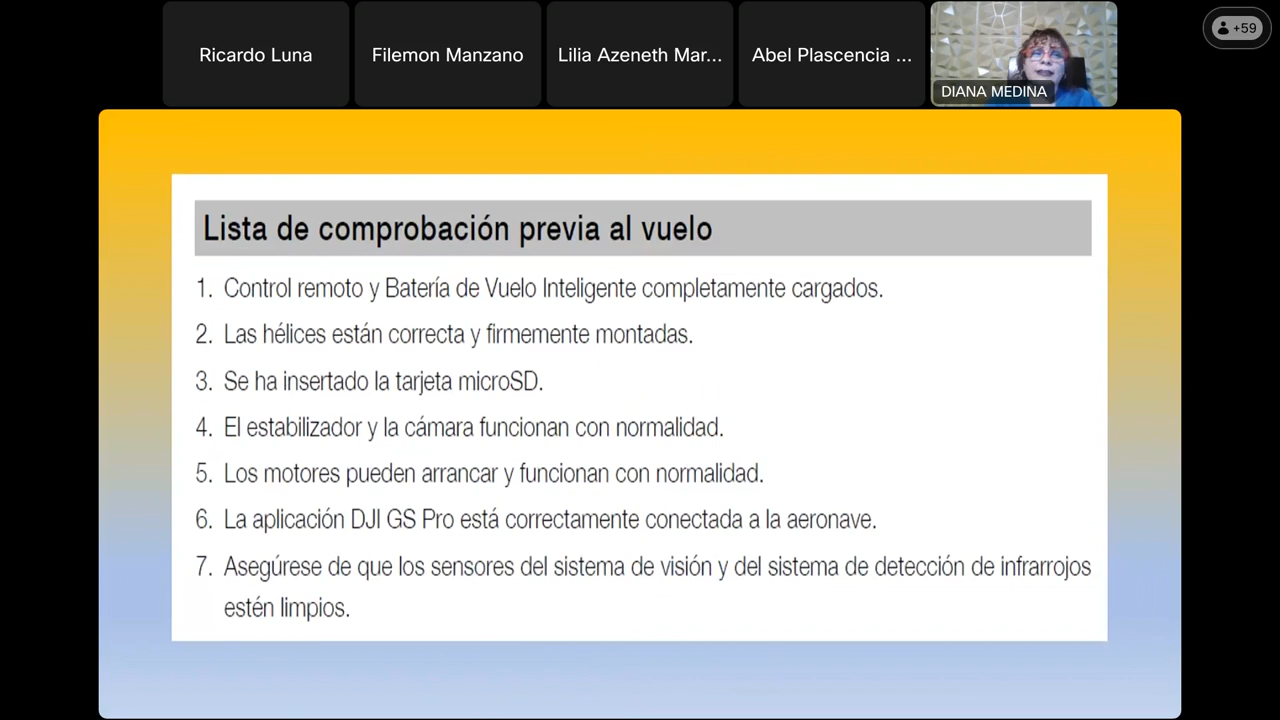 Ricardo Luna
Filemon Manzano
Lilia Azeneth Mar...
Abel Plascencia ...
DIANA MEDINA
+59
Lista de comprobación previa al vuelo
1. Control remoto y Batería de Vuelo Inteligente completamente cargados.
2. Las hélices están correcta y firmemente montadas.
3. Se ha insertado la tarjeta microSD.
4. El estabilizador y la cámara funcionan con normalidad.
5. Los motores pueden arrancar y funcionan con normalidad.
6. La aplicación DJI GS Pro está correctamente conectada a la aeronave.
7. Asegúrese de que los sensores del sistema de visión y del sistema de detección de infrarrojos
estén limpios.